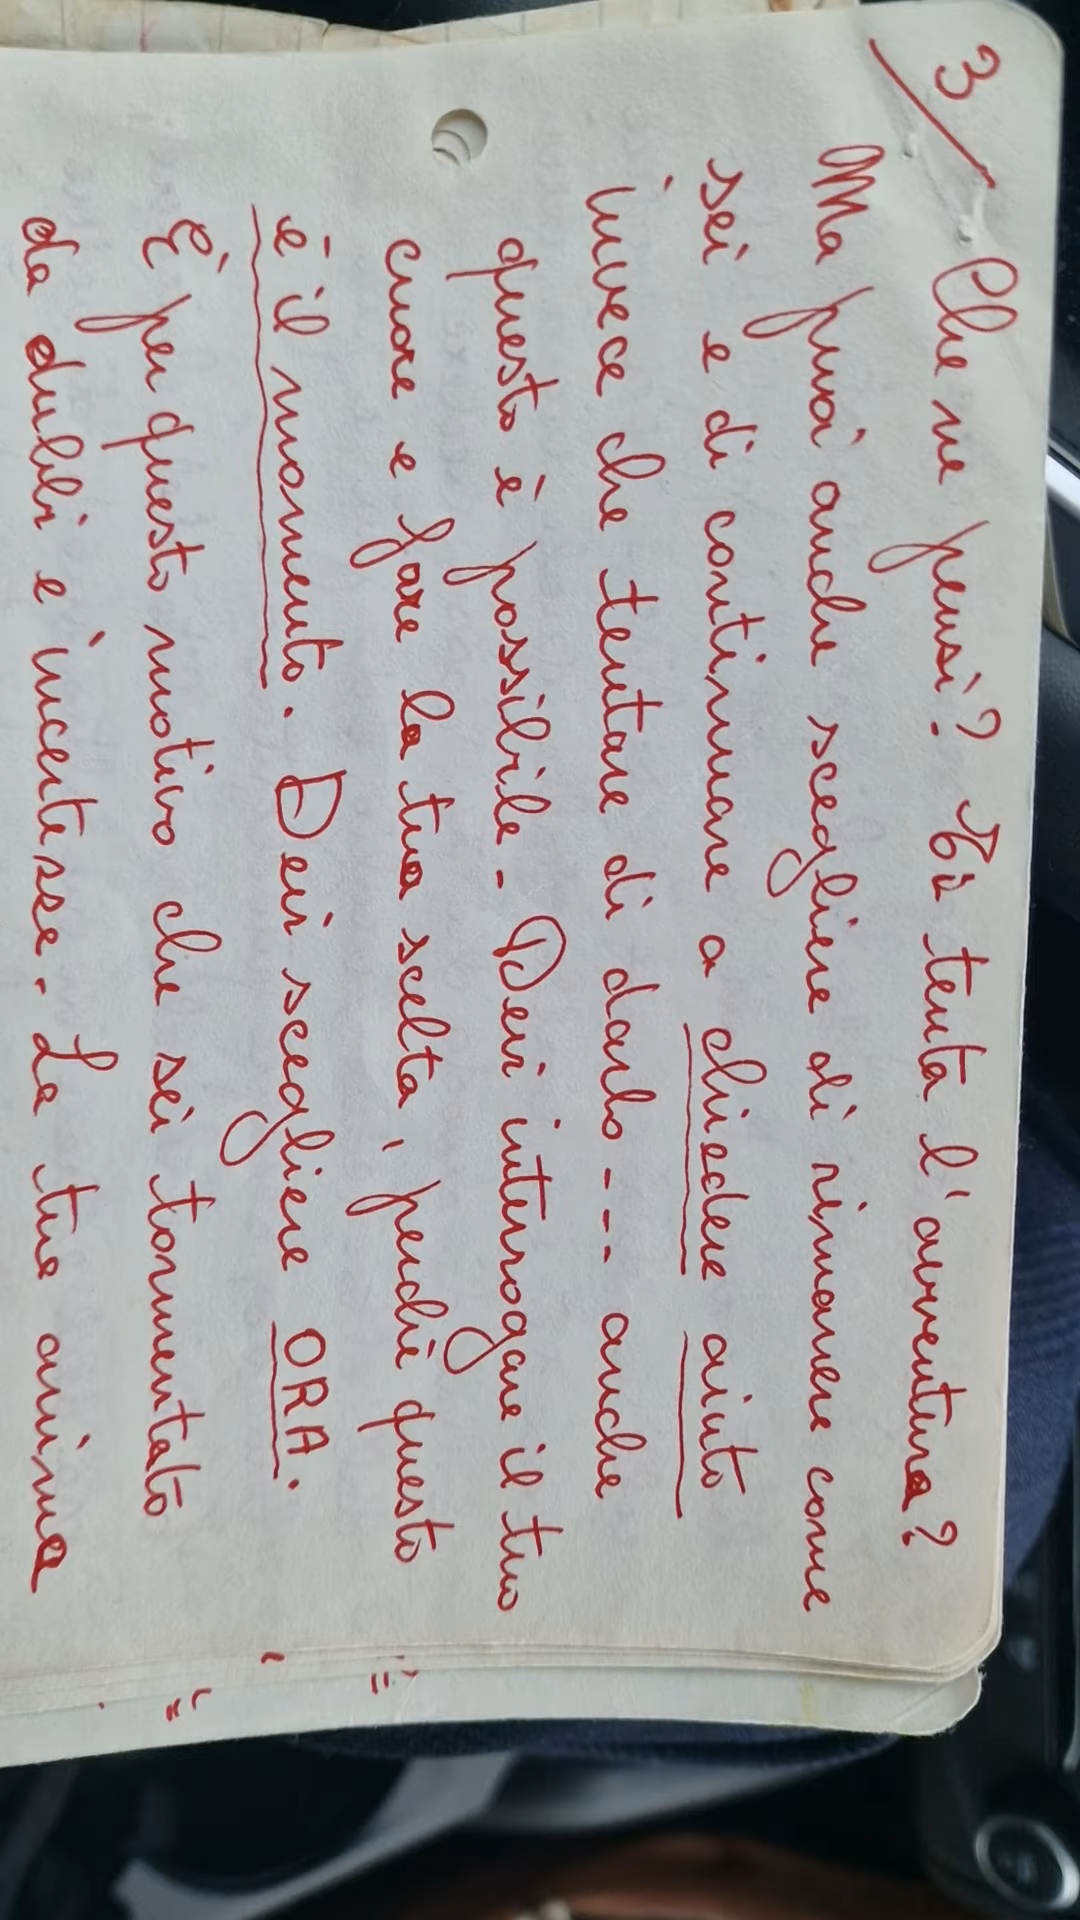 3/
Che ne pensi? Ti tenta l'avventura?
Ma puoi anche scegliere di rimanere come
sei e di continuare a chiedere aiuto
invece che tentare di darlo--- anche
questo è possibile- Devi interrogare il tuo
cuore e fare la tua scelta, perché questo
è il momento. Devi scegliere ORA.
È per questo motivo che sei tormentato
da dubbi e incertesse- La tua anima